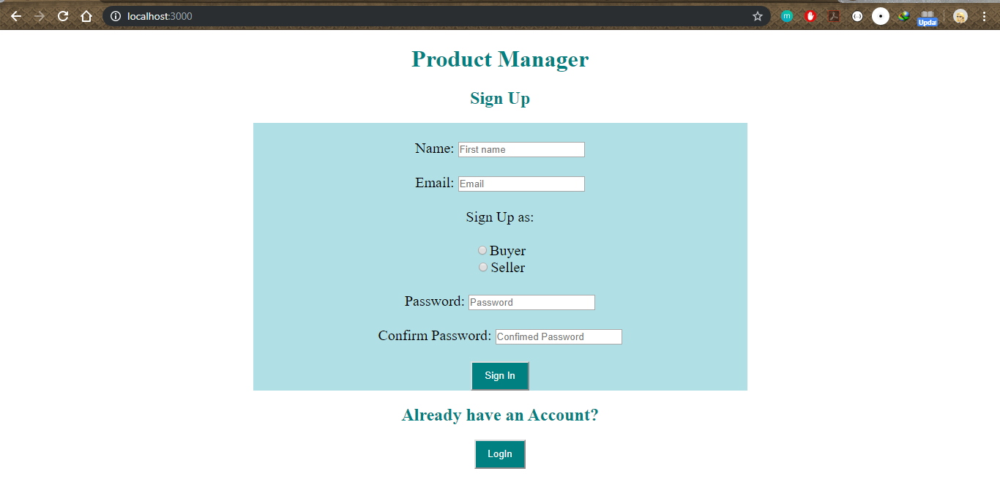 localhost:3000
m
Updat
Product Manager
Sign Up
Name: First name
Email: Email
Sign Up as:
Buyer
Seller
Password: Password
Confirm Password: Confimed Password
Sign In
Already have an Account?
LogIn